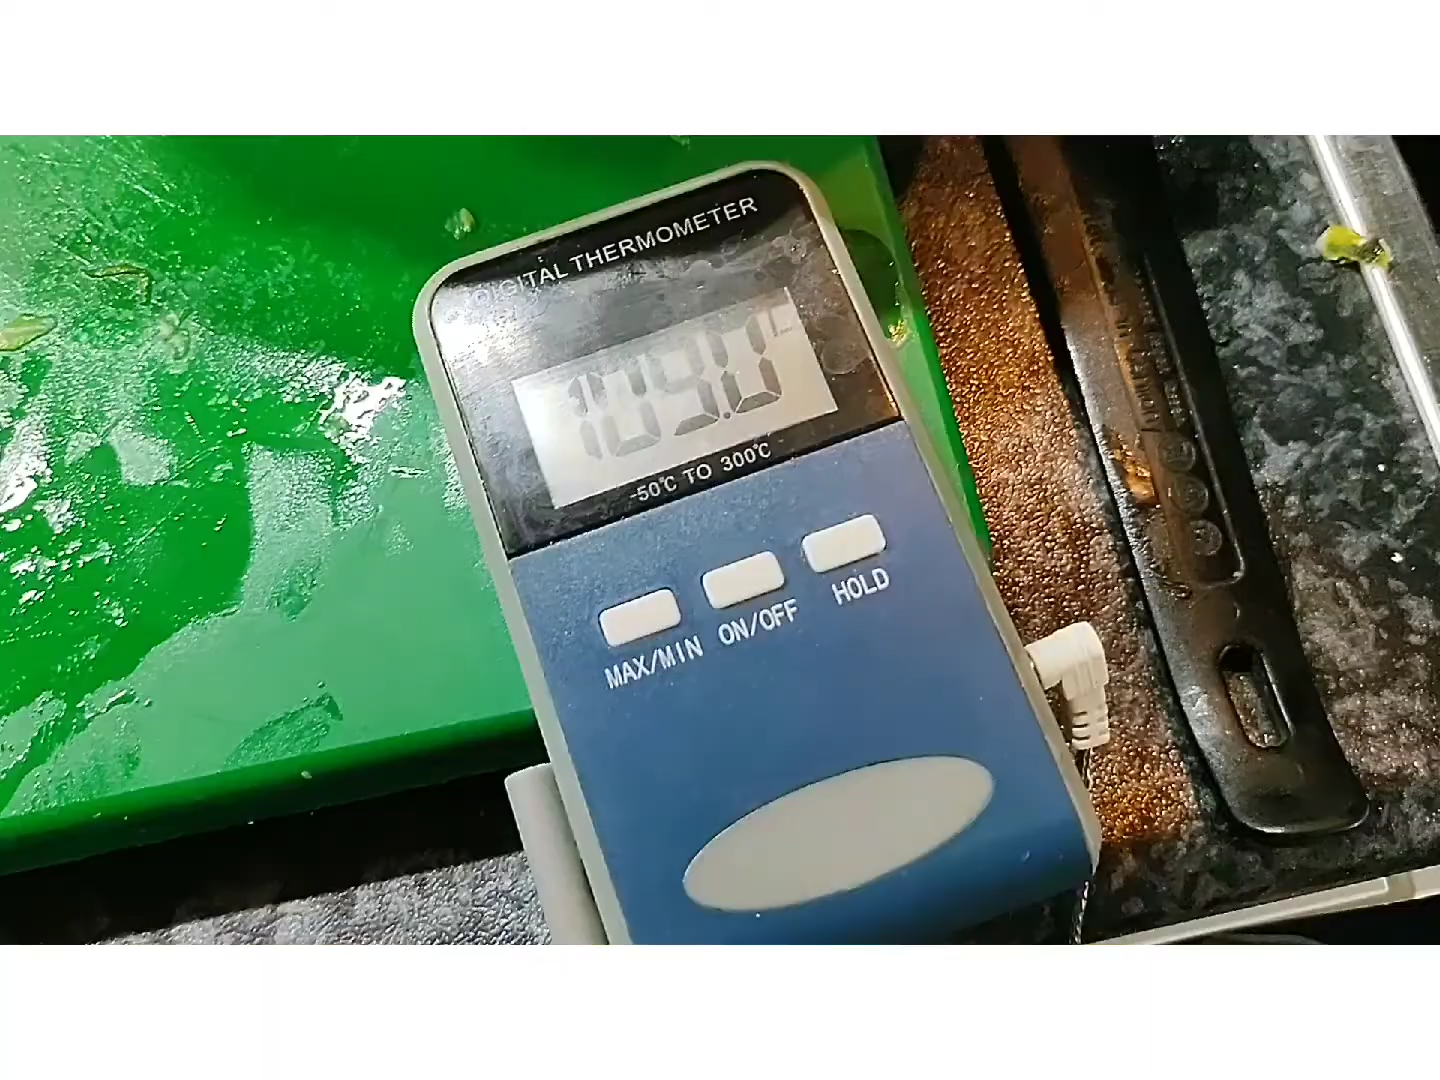 DIGITAL THERMOMETER
109.0
-50℃ TO 300℃
MAX/MIN ON/OFF HOLD